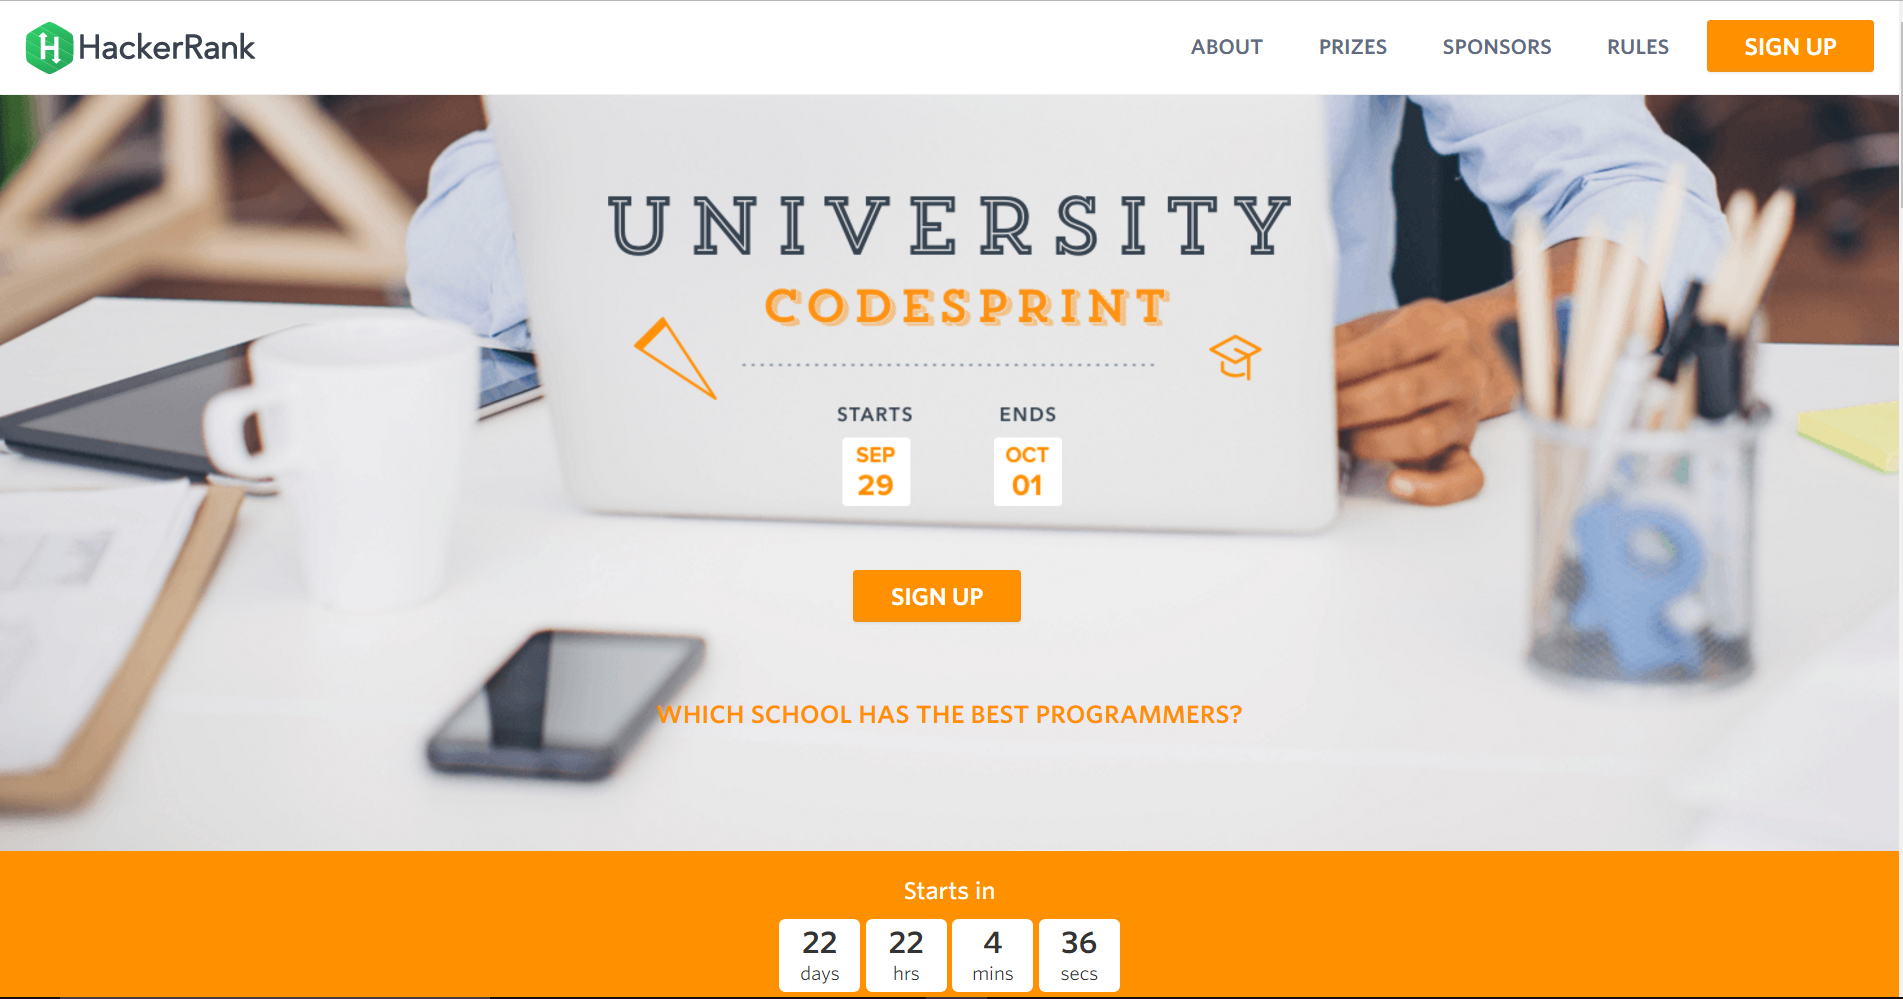 HackerRank
ABOUT PRIZES SPONSORS RULES SIGN UP
UNIVERSITY
CODESPRINT
STARTS ENDS
SEP OCT
29 01
SIGN UP
WHICH SCHOOL HAS THE BEST PROGRAMMERS?
Starts in
22 22 4 36
days hrs mins secs